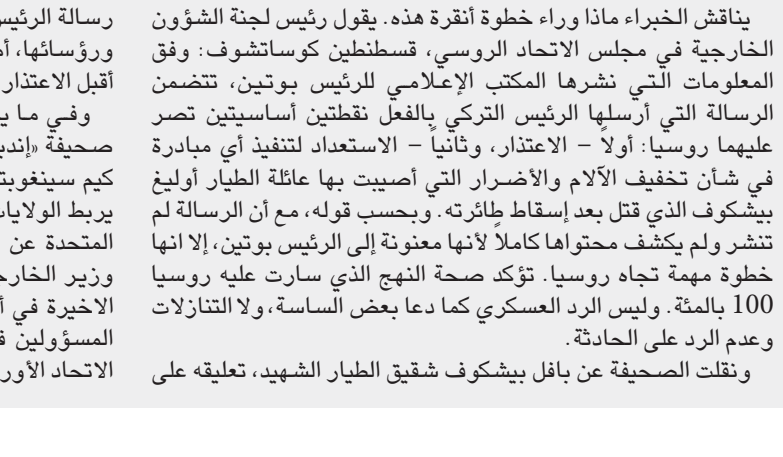 يناقش الخبراء ماذا وراء خطوة أنقرة هذه. يقول رئيس لجنة الشؤون
الخارجية في مجلس الاتحاد الروسي، قسطنطين كوساتشوف: وفق
المعلومات التي نشرها المكتب الإعلامي للرئيس بوتين، تتضمن
الرسالة التي أرسلها الرئيس التركي بالفعل نقطتين أساسيتين تصر
عليهما روسيا: أولاً – الاعتذار، وثانياً – الاستعداد لتنفيذ أي مبادرة
في شأن تخفيف الآلام والأضرار التي أصيبت بها عائلة الطيار أوليغ
بيشكوف الذي قتل بعد إسقاط طائرته. وبحسب قوله، مع أن الرسالة لم
تنشر ولم يكشف محتواها كاملاً لأنها معنونة إلى الرئيس بوتين، إلا انها
خطوة مهمة تجاه روسيا. تؤكد صحة النهج الذي سارت عليه روسيا
100 بالمئة. وليس الرد العسكري كما دعا بعض الساسة، ولا التنازلات
وعدم الرد على الحادثة.
ونقلت الصحيفة عن بافل بيشكوف شقيق الطيار الشهيد، تعليقه على
رسالة الرئيس
ورؤسائها، أ
أقبل الاعتذار
وفي ما ي
صحيفة «إندب
كيم سينغوبت
يربط الولايات
المتحدة عن
وزير الخارج
الاخيرة في أ
المسؤولين ف
الاتحاد الأور